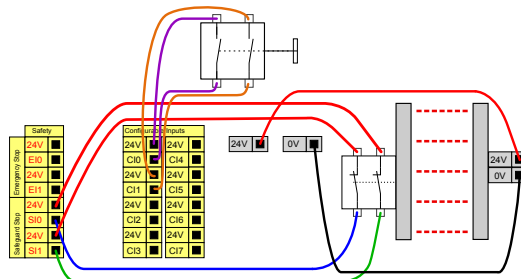 Safety
Emergency Stop
24V
EI0
24V
EI1
Safeguard Stop
24V
SI0
24V
SI1
Configurable Inputs
24V 24V
CI0 CI4
24V 24V
CI1 CI5
24V 24V
CI2 CI6
24V 24V
CI3 CI7
24V
0V
24V
0V